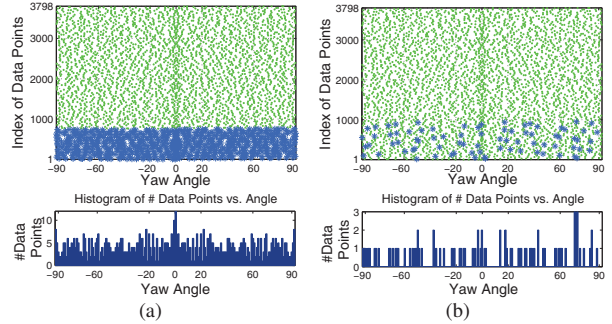 3798
3000
2000
1000
1
Index of Data Points
-90 -60 -20 0 20 60 92
Yaw Angle
Histogram of # Data Points vs. Angle
10
5
0
#Data Points
-90 -60 -20 0 20 60 90
Yaw Angle
(a)
3798
3000
2000
1000
1
Index of Data Points
-90 -60 -20 0 20 60 92
Yaw Angle
Histogram of # Data Points vs. Angle
3
2
1
0
#Data Points
-90 -60 -20 0 20 60 90
Yaw Angle
(b)